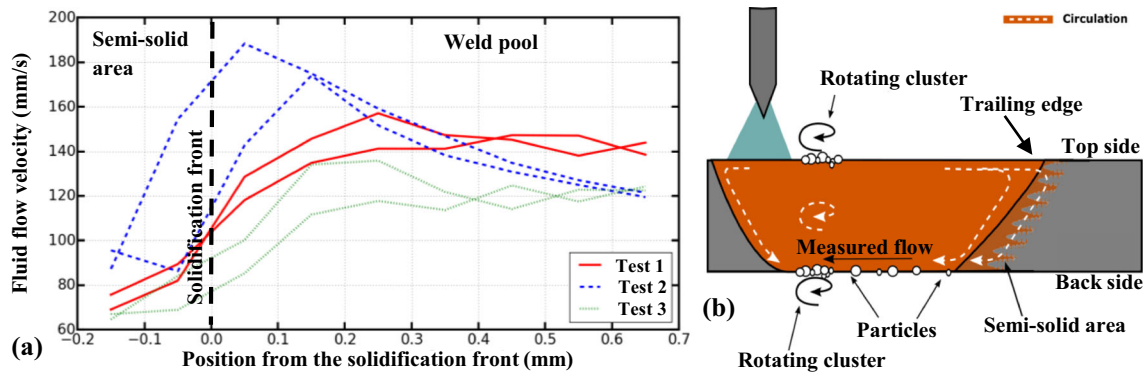 (a)
Fluid flow velocity (mm/s)
200
180
160
140
120
100
80
60
Semi-solid
area
Weld pool
Solidification front
Test 1
Test 2
Test 3
−0.2
−0.1
0.0
0.1
0.2
0.3
0.4
0.5
0.6
0.7
Position from the solidification front (mm)
Circulation
Rotating cluster
Trailing edge
Top side
Measured flow
Back side
(b)
Particles
Semi-solid area
Rotating cluster